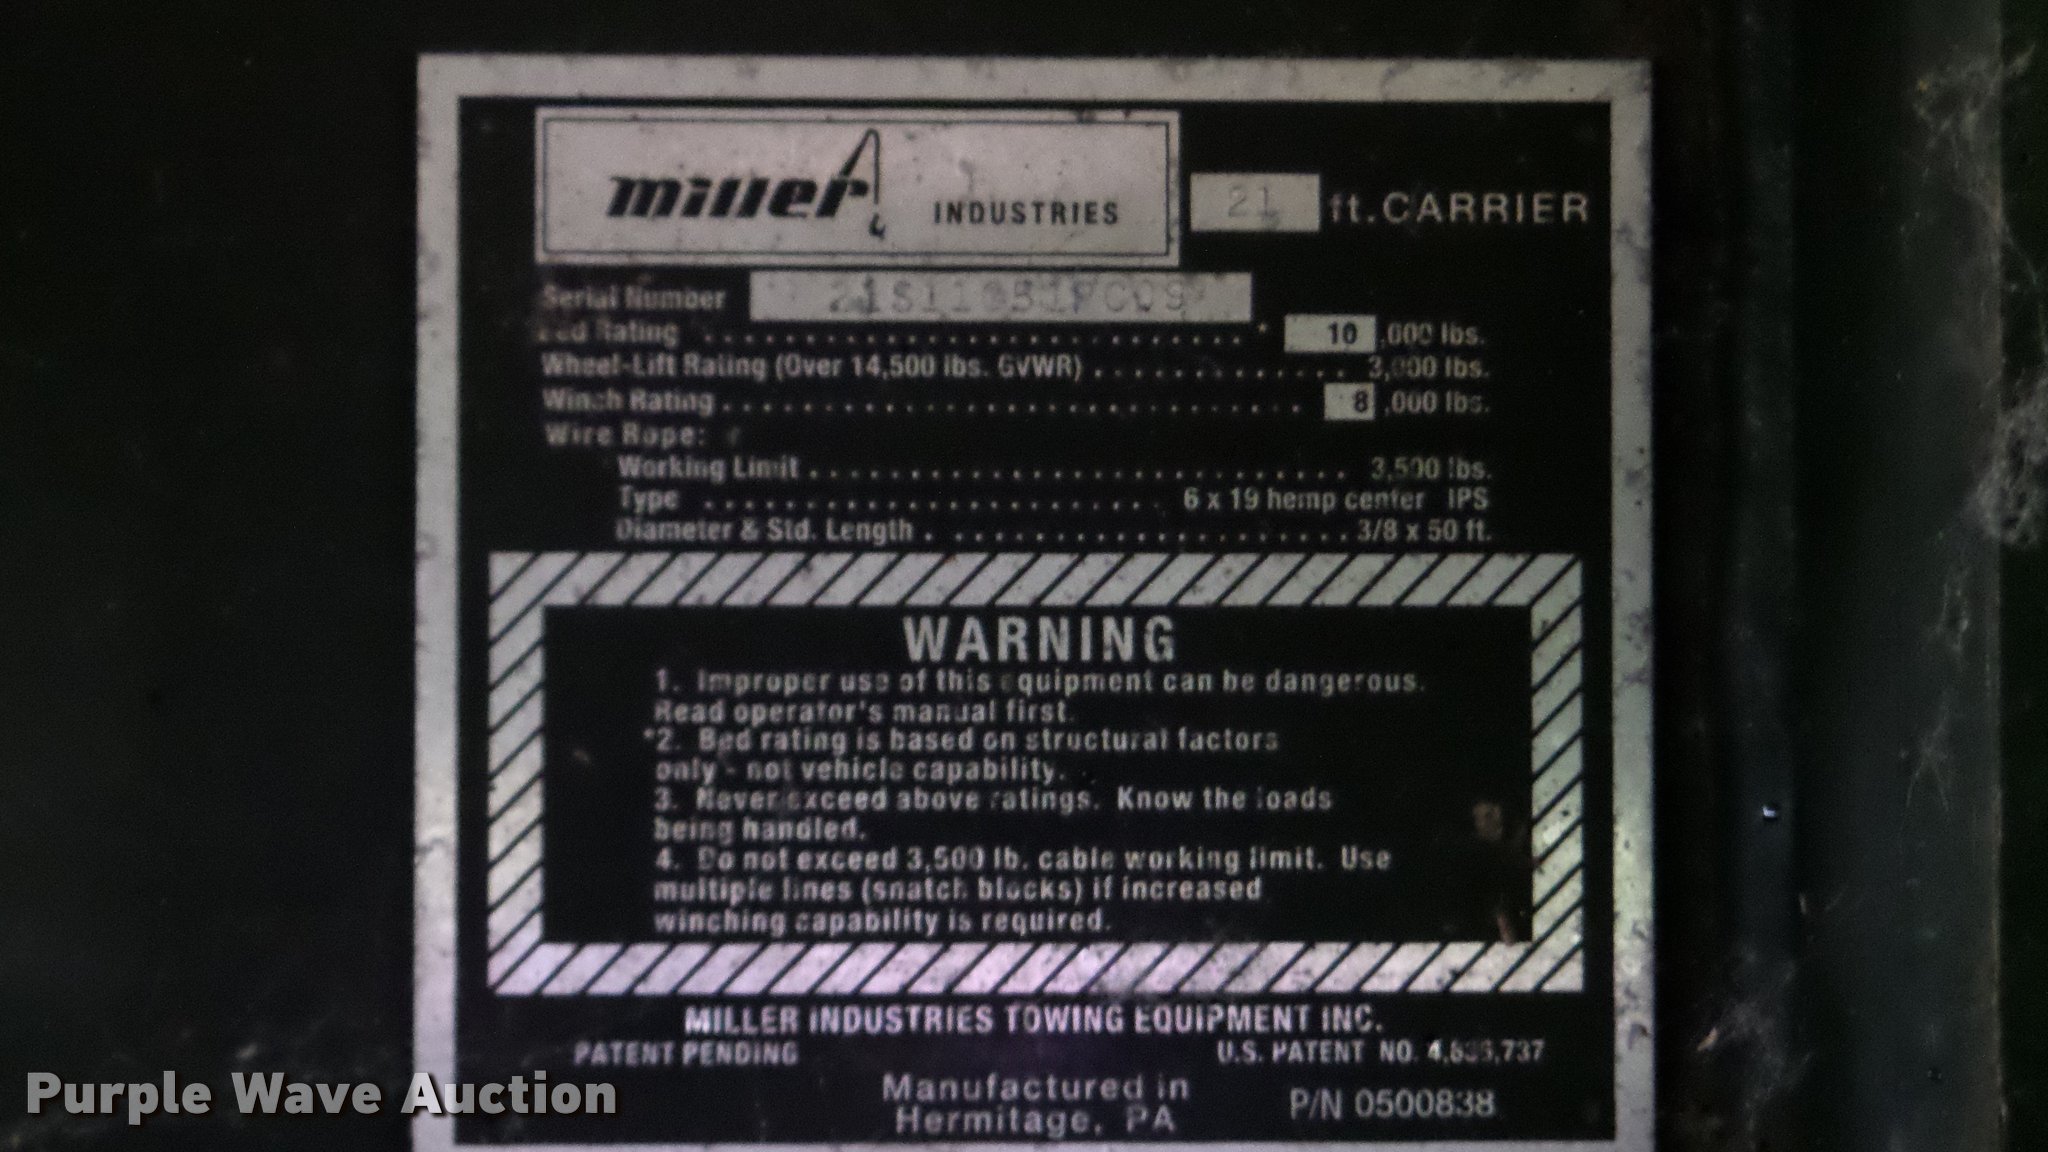 miller INDUSTRIES
21 ft. CARRIER
Serial Number
Bed Rating * 10 ,000 lbs.
Wheel-Lift Rating (Over 14,500 lbs. GVWR) 3,000 lbs.
Winch Rating 8 ,000 lbs.
Wire Rope:
Working Limit 3,500 lbs.
Type 6 x 19 hemp center IPS
Diameter & Std. Length 3/8 x 50 ft.
WARNING
1. Improper use of this equipment can be dangerous.
Read operator's manual first.
*2. Bed rating is based on structural factors
only - not vehicle capability.
3. Never exceed above ratings. Know the loads
being handled.
4. Do not exceed 3,500 lb. cable working limit. Use
multiple lines (snatch blocks) if increased
winching capability is required.
MILLER INDUSTRIES TOWING EQUIPMENT INC.
PATENT PENDING U.S. PATENT NO.
Manufactured in
Hermitage, PA
P/N 0500838
Purple Wave Auction